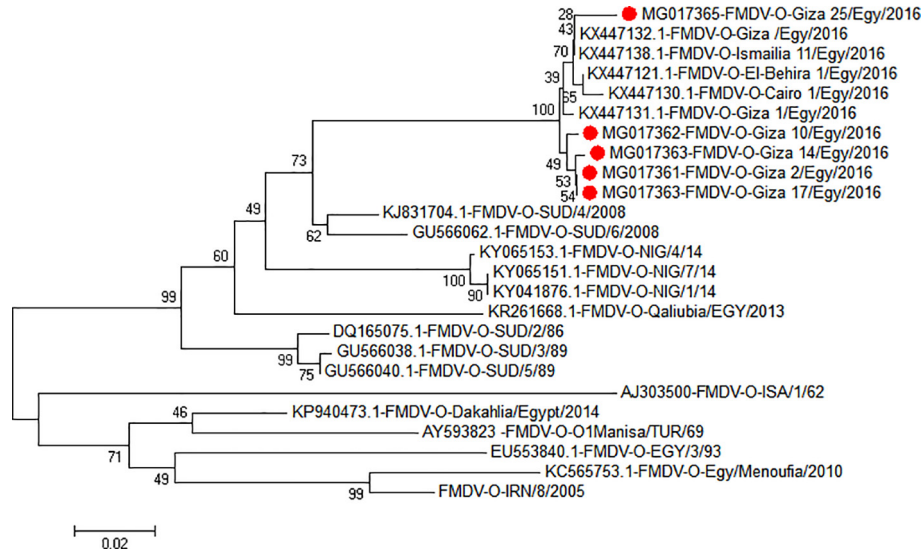 28
MG017365-FMDV-O-Giza 25/Egy/2016
43
KX447132.1-FMDV-O-Giza /Egy/2016
70
KX447138.1-FMDV-O-Ismailia 11/Egy/2016
39
KX447121.1-FMDV-O-El-Behira 1/Egy/2016
65
KX447130.1-FMDV-O-Cairo 1/Egy/2016
100
KX447131.1-FMDV-O-Giza 1/Egy/2016
MG017362-FMDV-O-Giza 10/Egy/2016
49
MG017363-FMDV-O-Giza 14/Egy/2016
53
MG017361-FMDV-O-Giza 2/Egy/2016
54
MG017363-FMDV-O-Giza 17/Egy/2016
73
KJ831704.1-FMDV-O-SUD/4/2008
62
GU566062.1-FMDV-O-SUD/6/2008
49
KY065153.1-FMDV-O-NIG/4/14
100
KY065151.1-FMDV-O-NIG/7/14
90
KY041876.1-FMDV-O-NIG/1/14
60
KR261668.1-FMDV-O-Qaliubia/EGY/2013
99
DQ165075.1-FMDV-O-SUD/2/86
99
GU566038.1-FMDV-O-SUD/3/89
75
GU566040.1-FMDV-O-SUD/5/89
AJ303500-FMDV-O-ISA/1/62
46
KP940473.1-FMDV-O-Dakahlia/Egypt/2014
AY593823 -FMDV-O-O1Manisa/TUR/69
71
EU553840.1-FMDV-O-EGY/3/93
49
KC565753.1-FMDV-O-Egy/Menoufia/2010
99
FMDV-O-IRN/8/2005
0.02